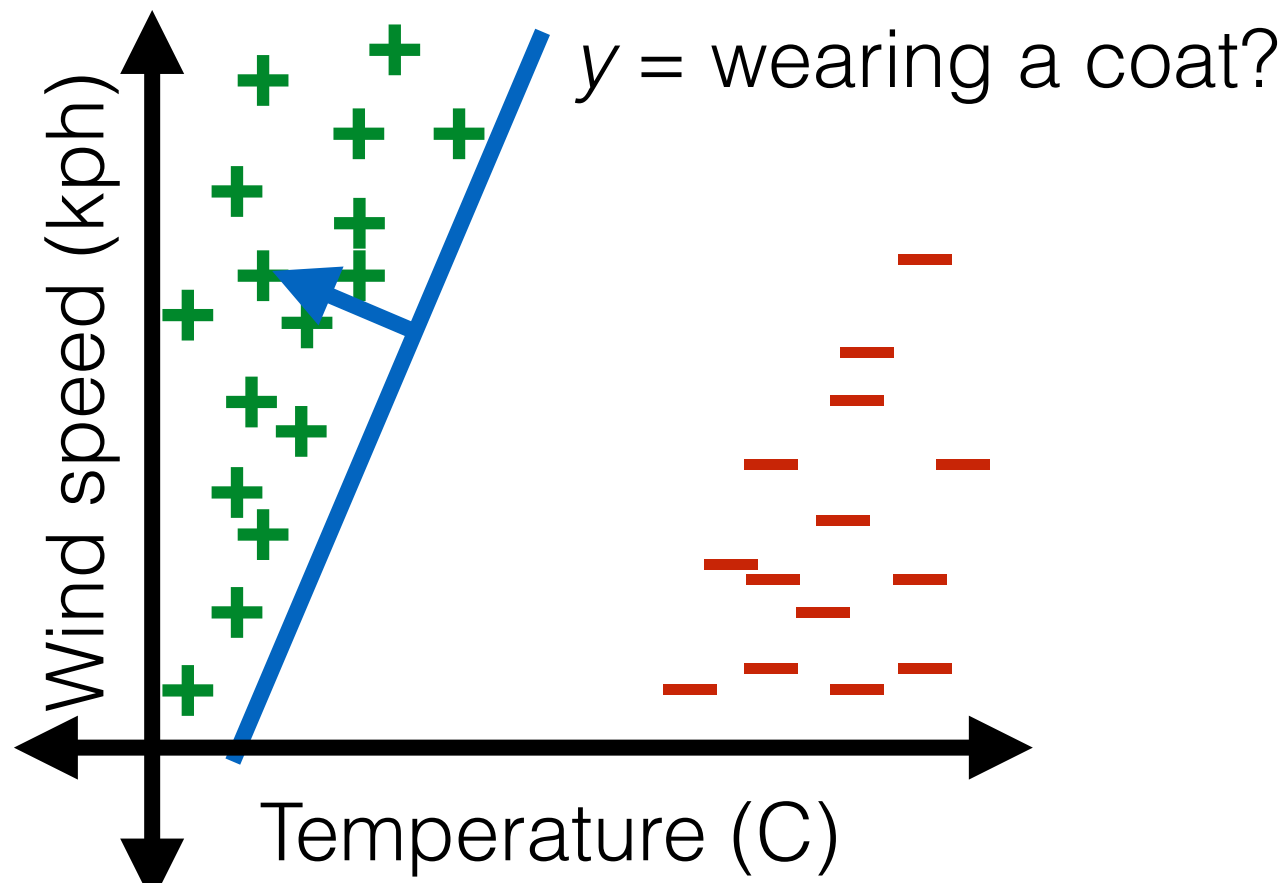 y = wearing a coat?
Wind speed (kph)
Temperature (C)